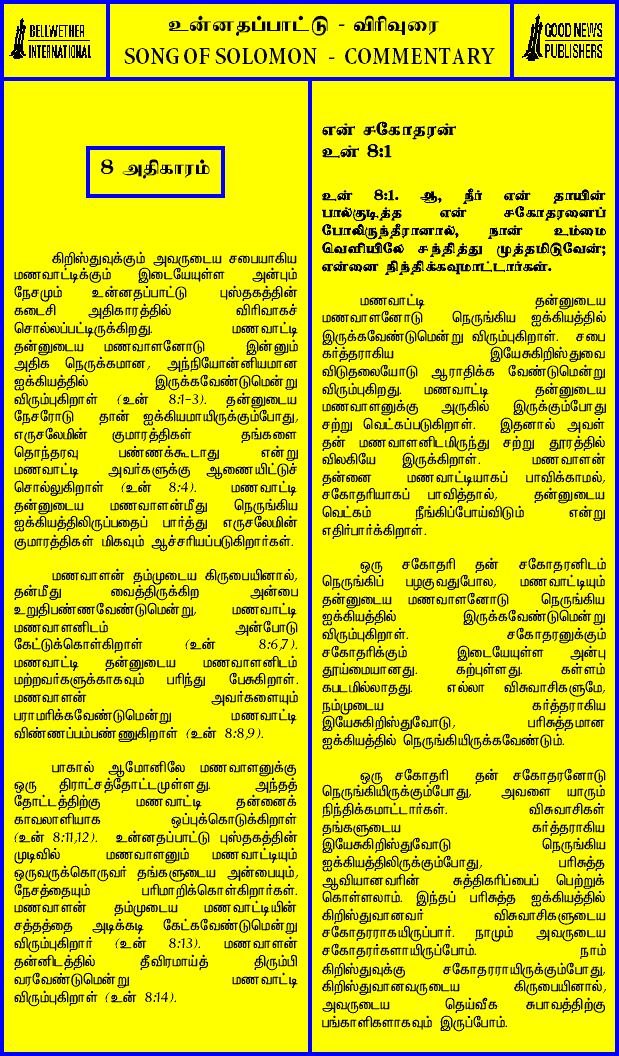 BELLWETHER
INTERNATIONAL
உன்னதப்பாட்டு - விரிவுரை
SONG OF SOLOMON - COMMENTARY
GOOD NEWS
PUBLISHERS
8 அதிகாரம்
கிறிஸ்துவுக்கும் அவருடைய சபையாகிய
மணவாட்டிக்கும் இடையேயுள்ள அன்பும்
நேசமும் உன்னதப்பாட்டு புஸ்தகத்தின்
கடைசி அதிகாரத்தில் விரிவாகச்
சொல்லப்பட்டிருக்கிறது. மணவாட்டி
தன்னுடைய மணவாளனோடு இன்னும்
அதிக நெருக்கமான, அந்நியோன்னியமான
ஐக்கியத்தில் இருக்கவேண்டுமென்று
விரும்புகிறாள் (உன் 8:1-3). தன்னுடைய
நேசரோடு தான் ஐக்கியமாயிருக்கும்போது,
எருசலேமின் குமாரத்திகள் தங்களை
தொந்தரவு பண்ணக்கூடாது என்று
மணவாட்டி அவர்களுக்கு ஆணையிட்டுச்
சொல்லுகிறாள் (உன் 8:4). மணவாட்டி
தன்னுடைய மணவாளன்மீது நெருங்கிய
ஐக்கியத்திலிருப்பதைப் பார்த்து எருசலேமின்
குமாரத்திகள் மிகவும் ஆச்சரியப்படுகிறார்கள்.
மணவாளன் தம்முடைய கிருபையினால்,
தன்மீது வைத்திருக்கிற அன்பை
உறுதிபண்ணவேண்டுமென்று, மணவாட்டி
மணவாளனிடம் அன்போடு
கேட்டுக்கொள்கிறாள் (உன் 8:6,7).
மணவாட்டி தன்னுடைய மணவாளனிடம்
மற்றவர்களுக்காகவும் பரிந்து பேசுகிறாள்.
மணவாளன் அவர்களையும்
பராமரிக்கவேண்டுமென்று மணவாட்டி
விண்ணப்பம்பண்ணுகிறாள் (உன் 8:8,9).
பாகால் ஆமோனிலே மணவாளனுக்கு
ஒரு திராட்சத்தோட்டமுள்ளது. அந்தத்
தோட்டத்திற்கு மணவாட்டி தன்னைக்
காவலாளியாக ஒப்புக்கொடுக்கிறாள்
(உன் 8:11,12). உன்னதப்பாட்டு புஸ்தகத்தின்
முடிவில் மணவாளனும் மணவாட்டியும்
ஒருவருக்கொருவர் தங்களுடைய அன்பையும்,
நேசத்தையும் பரிமாறிக்கொள்கிறார்கள்.
மணவாளன் தம்முடைய மணவாட்டியின்
சத்தத்தை அடிக்கடி கேட்கவேண்டுமென்று
விரும்புகிறார் (உன் 8:13). மணவாளன்
தன்னிடத்தில் தீவிரமாய்த் திரும்பி
வரவேண்டுமென்று மணவாட்டி
விரும்புகிறாள் (உன் 8:14).
என் சகோதரன்
உன் 8:1
உன் 8:1. ஆ, நீர் என் தாயின்
பால்குடித்த என் சகோதரனைப்
போலிருந்தீரானால், நான் உம்மை
வெளியிலே சந்தித்து முத்தமிடுவேன்;
என்னை நிந்திக்கவுமாட்டார்கள்.
மணவாட்டி தன்னுடைய
மணவாளனோடு நெருங்கிய ஐக்கியத்தில்
இருக்கவேண்டுமென்று விரும்புகிறாள். சபை
கர்த்தராகிய இயேசுகிறிஸ்துவை
விடுதலையோடு ஆராதிக்க வேண்டுமென்று
விரும்புகிறது. மணவாட்டி தன்னுடைய
மணவாளனுக்கு அருகில் இருக்கும்போது
சற்று வெட்கப்படுகிறாள். இதனால் அவள்
தன் மணவாளனிடமிருந்து சற்று தூரத்தில்
விலகியே இருக்கிறாள். மணவாளன்
தன்னை மணவாட்டியாகப் பாவிக்காமல்,
சகோதரியாகப் பாவித்தால், தன்னுடைய
வெட்கம் நீங்கிப்போய்விடும் என்று
எதிர்பார்க்கிறாள்.
ஒரு சகோதரி தன் சகோதரனிடம்
நெருங்கிப் பழகுவதுபோல, மணவாட்டியும்
தன்னுடைய மணவாளனோடு நெருங்கிய
ஐக்கியத்தில் இருக்கவேண்டுமென்று
விரும்புகிறாள். சகோதரனுக்கும்
சகோதரிக்கும் இடையேயுள்ள அன்பு
தூய்மையானது. கற்புள்ளது. கள்ளம்
கபடமில்லாதது. எல்லா விசுவாசிகளுமே,
நம்முடைய கர்த்தராகிய
இயேசுகிறிஸ்துவோடு, பரிசுத்தமான
ஐக்கியத்தில் நெருங்கியிருக்கவேண்டும்.
ஒரு சகோதரி தன் சகோதரனோடு
நெருங்கியிருக்கும்போது, அவளை யாரும்
நிந்திக்கமாட்டார்கள். விசுவாசிகள்
தங்களுடைய கர்த்தராகிய
இயேசுகிறிஸ்துவோடு நெருங்கிய
ஐக்கியத்திலிருக்கும்போது, பரிசுத்த
ஆவியானவரின் சுத்திகரிப்பைப் பெற்றுக்
கொள்ளலாம். இந்தப் பரிசுத்த ஐக்கியத்தில்
கிறிஸ்துவானவர் விசுவாசிகளுடைய
சகோதரராகயிருப்பார். நாமும் அவருடைய
சகோதரர்களாயிருப்போம். நாம்
கிறிஸ்துவுக்கு சகோதரராயிருக்கும்போது,
கிறிஸ்துவானவருடைய கிருபையினால்,
அவருடைய தெய்வீக சுபாவத்திற்கு
பங்காளிகளாகவும் இருப்போம்.